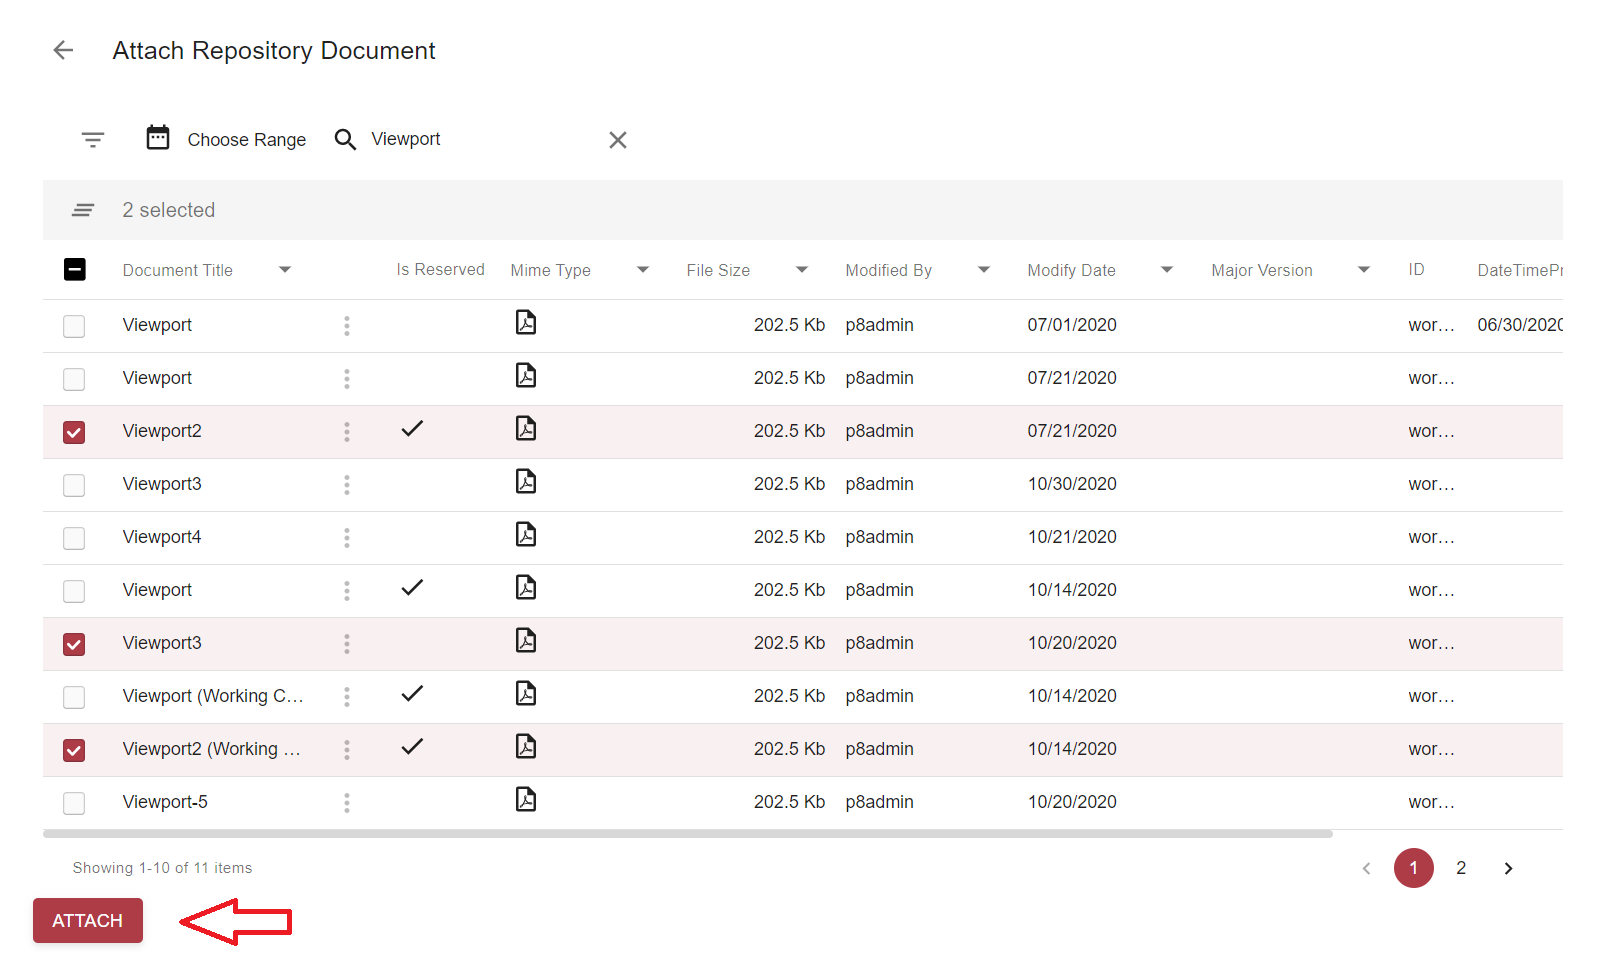 Attach Repository Document
Choose Range Viewport
2 selected
Document Title Is Reserved Mime Type File Size Modified By Modify Date Major Version ID DateTimePr
Viewport 202.5 Kb p8admin 07/01/2020 wor... 06/30/2020
Viewport 202.5 Kb p8admin 07/21/2020 wor...
Viewport2 202.5 Kb p8admin 07/21/2020 wor...
Viewport3 202.5 Kb p8admin 10/30/2020 wor...
Viewport4 202.5 Kb p8admin 10/21/2020 wor...
Viewport 202.5 Kb p8admin 10/14/2020 wor...
Viewport3 202.5 Kb p8admin 10/20/2020 wor...
Viewport (Working C... 202.5 Kb p8admin 10/14/2020 wor...
Viewport2 (Working ... 202.5 Kb p8admin 10/14/2020 wor...
Viewport-5 202.5 Kb p8admin 10/20/2020 wor...
Showing 1-10 of 11 items 1 2
ATTACH